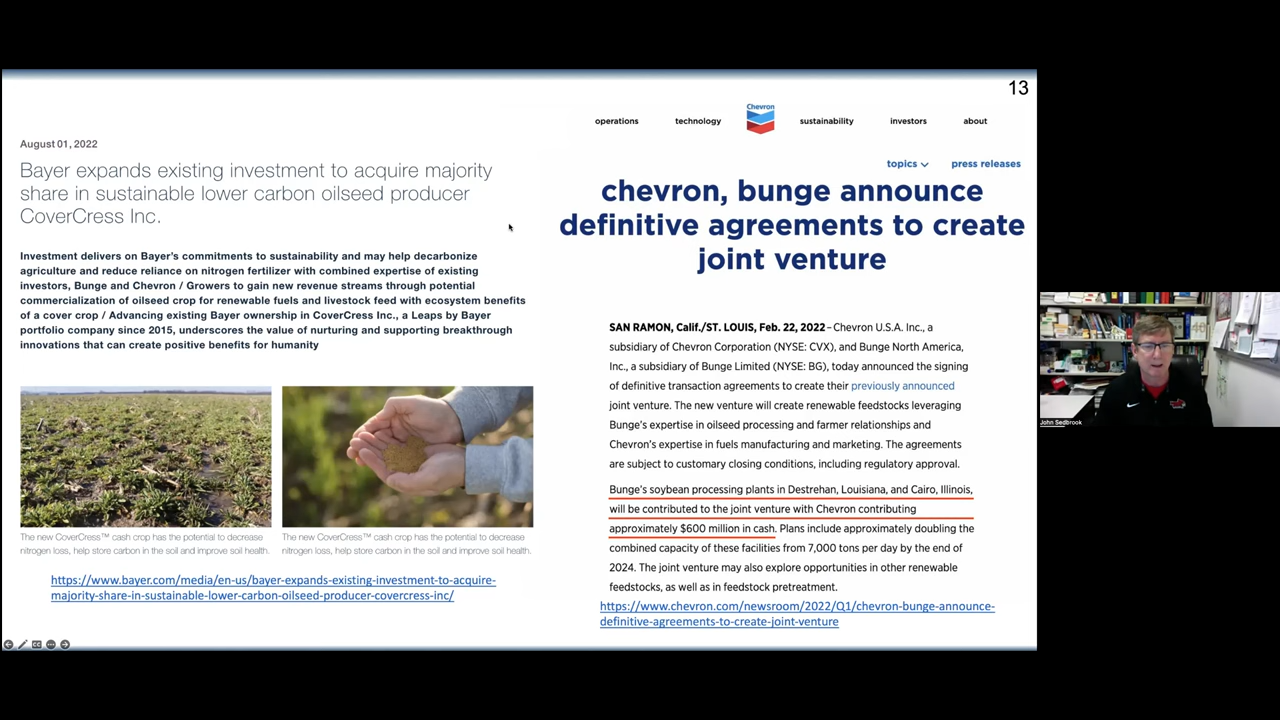 13
August 01, 2022
Bayer expands existing investment to acquire majority
share in sustainable lower carbon oilseed producer
CoverCress Inc.
Investment delivers on Bayer's commitments to sustainability and may help decarbonize
agriculture and reduce reliance on nitrogen fertilizer with combined expertise of existing
investors, Bunge and Chevron / Growers to gain new revenue streams through potential
commercialization of oilseed crop for renewable fuels and livestock feed with ecosystem benefits
of a cover crop / Advancing existing Bayer ownership in CoverCress Inc., a Leaps by Bayer
portfolio company since 2015, underscores the value of nurturing and supporting breakthrough
innovations that can create positive benefits for humanity
The new CoverCress™ cash crop has the potential to decrease
nitrogen loss, help store carbon in the soil and improve soil health.
The new CoverCress™ cash crop has the potential to decrease
nitrogen loss, help store carbon in the soil and improve soil health.
https://www.bayer.com/media/en-us/bayer-expands-existing-investment-to-acquire-
majority-share-in-sustainable-lower-carbon-oilseed-producer-covercress-inc/
Chevron
operations technology sustainability investors about
topics press releases
chevron, bunge announce
definitive agreements to create
joint venture
SAN RAMON, Calif./ST. LOUIS, Feb. 22, 2022 – Chevron U.S.A. Inc., a
subsidiary of Chevron Corporation (NYSE: CVX), and Bunge North America,
Inc., a subsidiary of Bunge Limited (NYSE: BG), today announced the signing
of definitive transaction agreements to create their previously announced
joint venture. The new venture will create renewable feedstocks leveraging
Bunge's expertise in oilseed processing and farmer relationships and
Chevron's expertise in fuels manufacturing and marketing. The agreements
are subject to customary closing conditions, including regulatory approval.
Bunge's soybean processing plants in Destrehan, Louisiana, and Cairo, Illinois,
will be contributed to the joint venture with Chevron contributing
approximately $600 million in cash. Plans include approximately doubling the
combined capacity of these facilities from 7,000 tons per day by the end of
2024. The joint venture may also explore opportunities in other renewable
feedstocks, as well as in feedstock pretreatment.
https://www.chevron.com/newsroom/2022/Q1/chevron-bunge-announce-
definitive-agreements-to-create-joint-venture
John Sedbrook